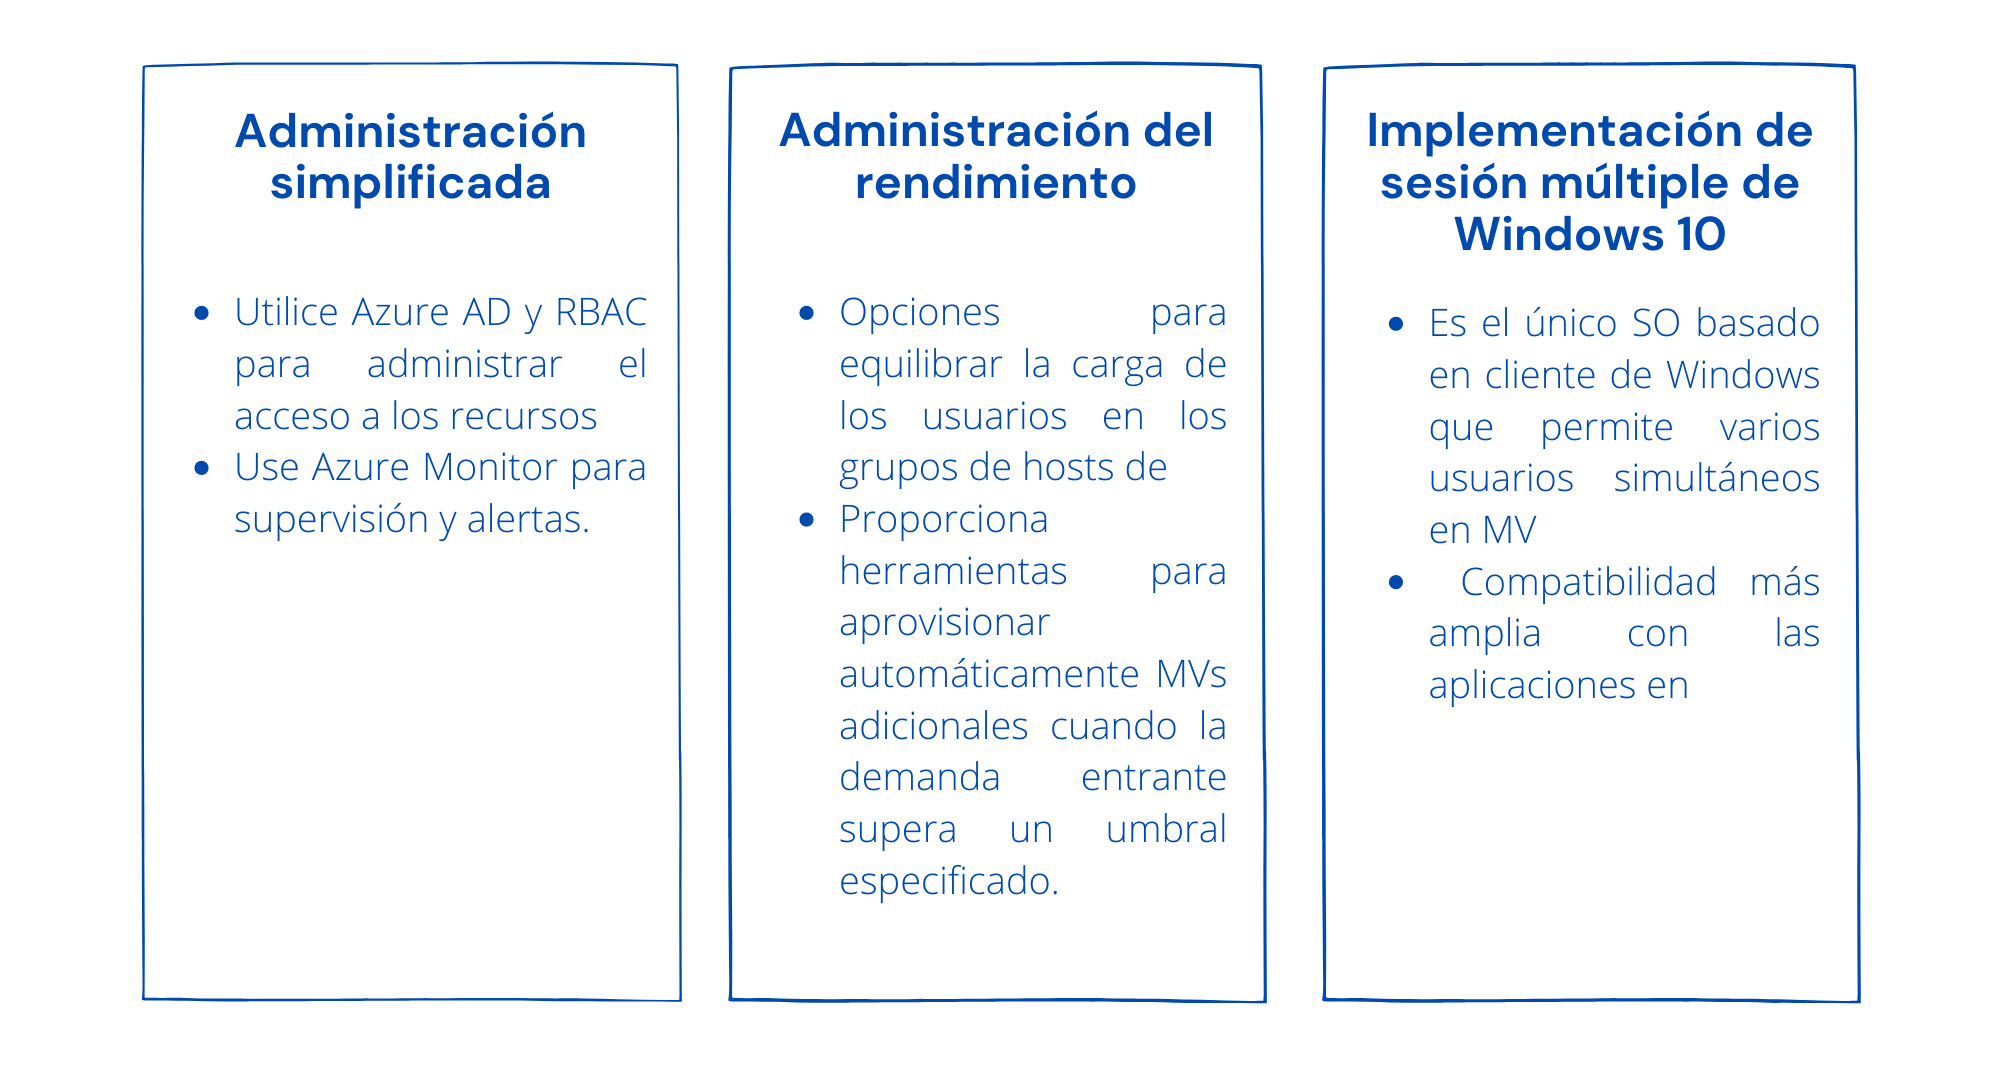 Administración
simplificada
Utilice Azure AD y RBAC
para administrar el
acceso a los recursos
Use Azure Monitor para
supervisión y alertas.
Administración del
rendimiento
Opciones para
equilibrar la carga de
los usuarios en los
grupos de hosts de
Proporciona
herramientas para
aprovisionar
automáticamente MVs
adicionales cuando la
demanda entrante
supera un umbral
especificado.
Implementación de
sesión múltiple de
Windows 10
Es el único SO basado
en cliente de Windows
que permite varios
usuarios simultáneos
en MV
Compatibilidad más
amplia con las
aplicaciones en